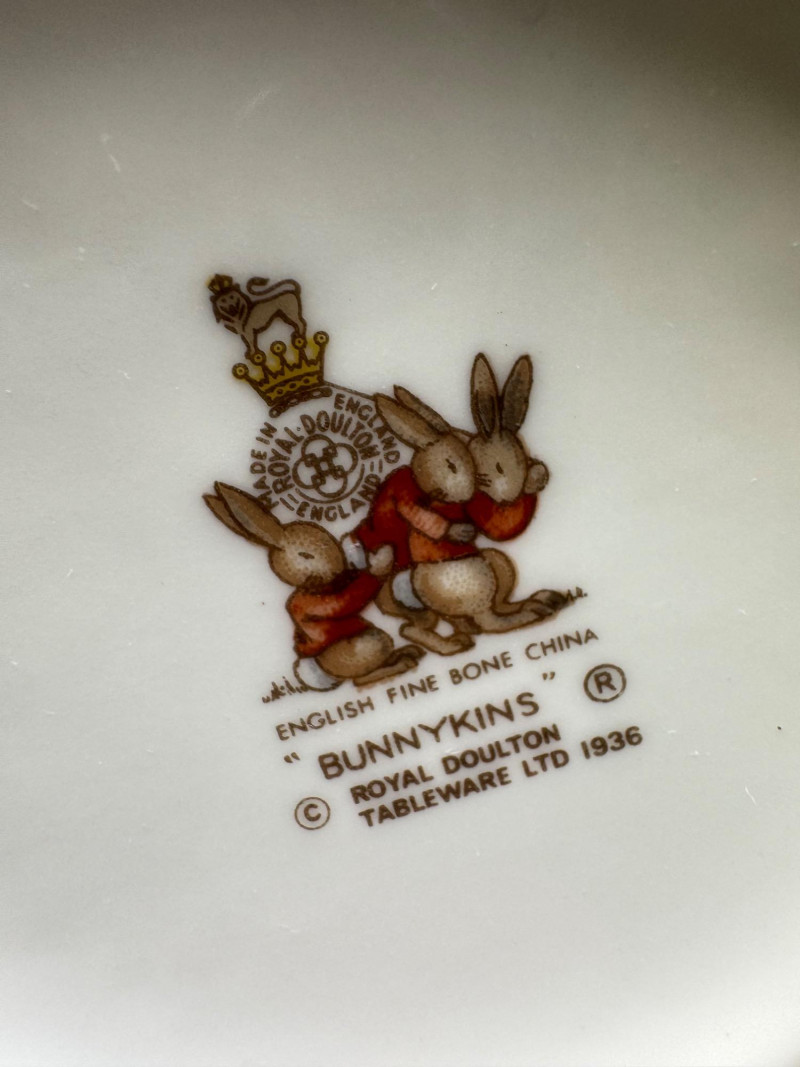 MADE IN ENGLAND
ROYAL·DOULTON
ENGLAND
ENGLISH FINE BONE CHINA
"BUNNYKINS" ®
© ROYAL DOULTON
TABLEWARE LTD 1936